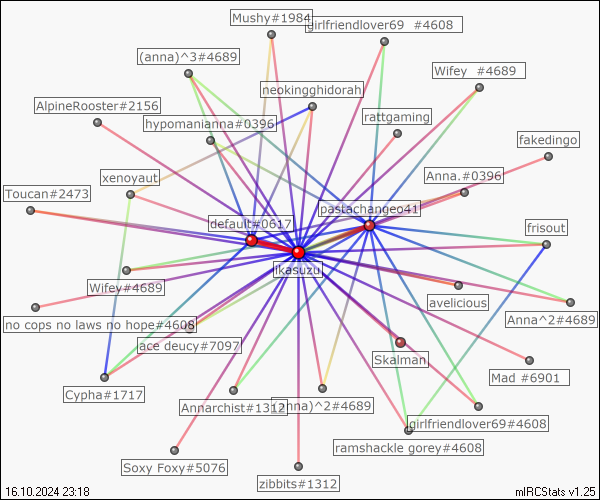 Mushy#1984
girlfriendlover69 #4608
(anna)^3#4689
Wifey #4689
neokingghidorah
AlpineRooster#2156
rattgaming
hypomanianna#0396
fakedingo
xenoyaut
Anna.#0396
Toucan#2473
pastachangeo41
default#0617
frisout
ikasuzu
Wifey#4689
avelicious
Anna^2#4689
no cops no laws no hope#4608
ace deucy#7097
Skalman
Mad #6901
Cypha#1717
Annarchist#1312
nna)^2#4689
girlfriendlover69#4608
ramshackle gorey#4608
Soxy Foxy#5076
zibbits#1312
16.10.2024 23:18
mIRCStats v1.25